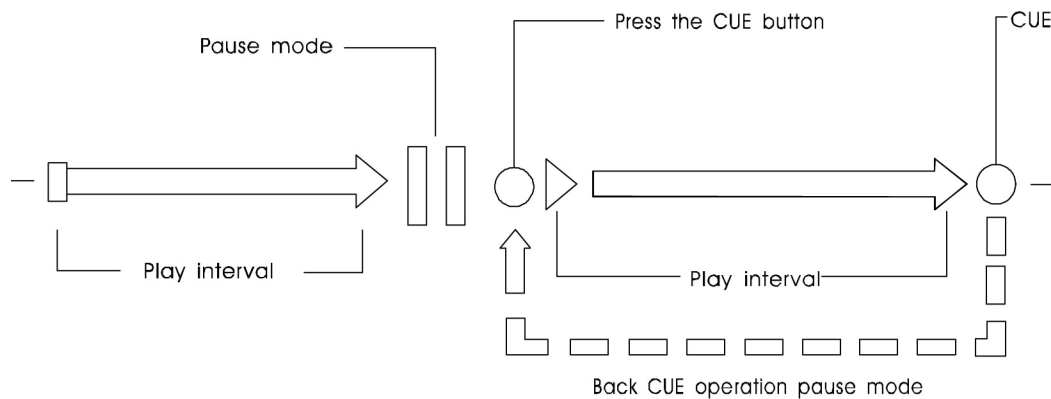 Press the CUE button
CUE
Pause mode
Play interval
Play interval
Back CUE operation pause mode